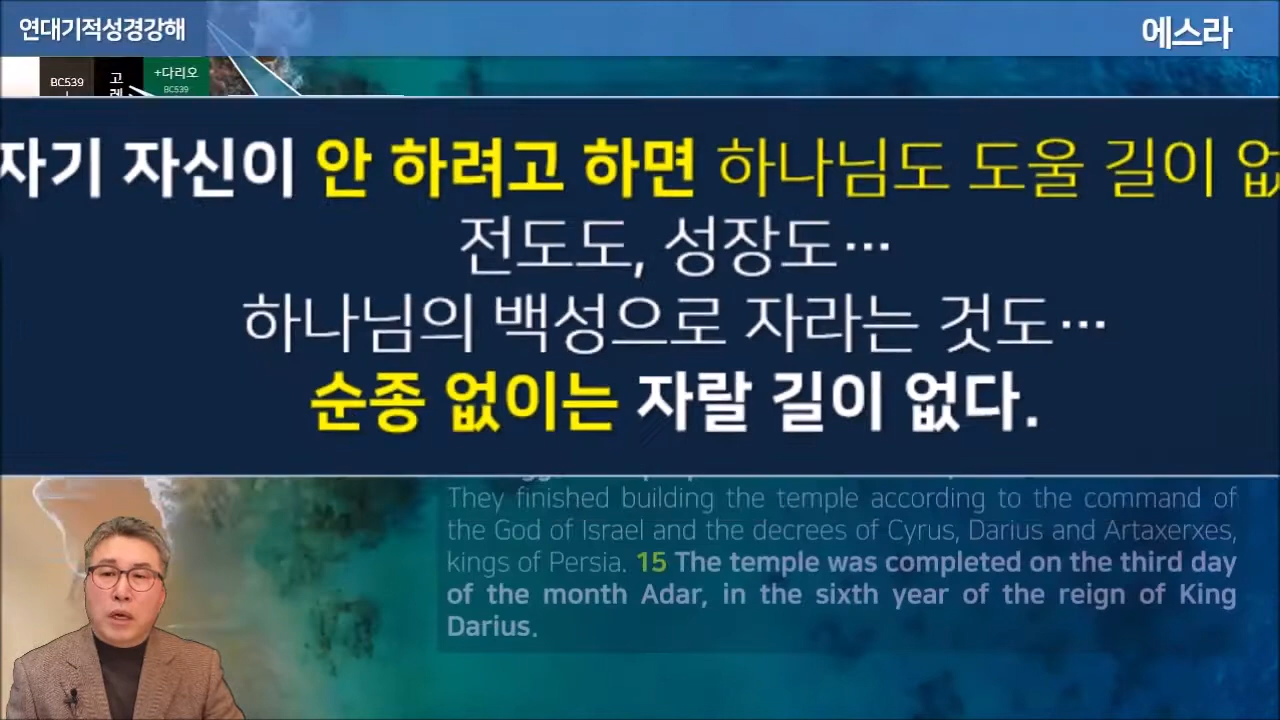 연대기적성경강해
에스라
BC539
고
레
+다리오
BC539
자기 자신이 안 하려고 하면 하나님도 도울 길이
전도도, 성장도…
하나님의 백성으로 자라는 것도…
순종 없이는 자랄 길이 없다.
They finished building the temple according to the command of
the God of Israel and the decrees of Cyrus, Darius and Artaxerxes,
kings of Persia. 15 The temple was completed on the third day
of the month Adar, in the sixth year of the reign of King
Darius.